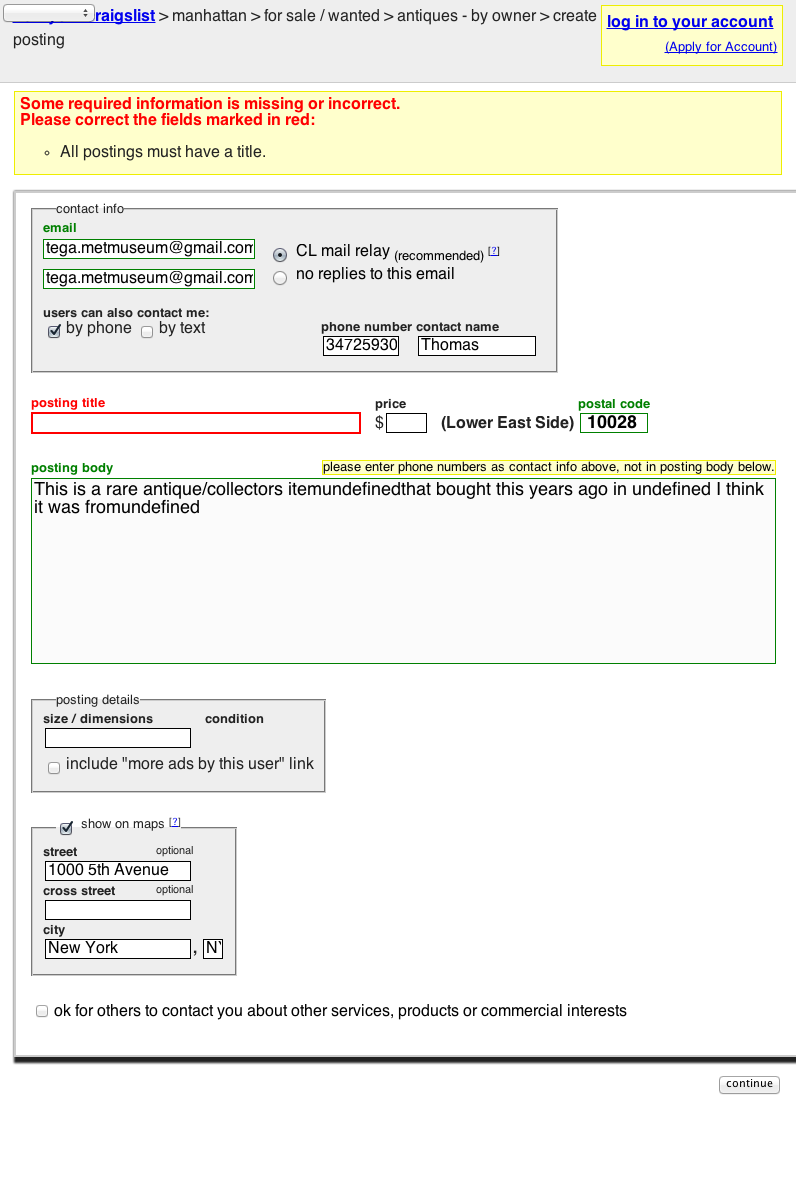 raigslist > manhattan > for sale / wanted > antiques - by owner > create
posting
log in to your account
(Apply for Account)
Some required information is missing or incorrect.
Please correct the fields marked in red:
All postings must have a title.
contact info
email
tega.metmuseum@gmail.com
CL mail relay (recommended) [?]
tega.metmuseum@gmail.com
no replies to this email
users can also contact me:
by phone by text
phone number contact name
34725930 Thomas
posting title price postal code
$ (Lower East Side) 10028
posting body please enter phone numbers as contact info above, not in posting body below.
This is a rare antique/collectors itemundefinedthat bought this years ago in undefined I think
it was fromundefined
posting details
size / dimensions condition
include "more ads by this user" link
show on maps [?]
street optional
1000 5th Avenue
cross street optional
city
New York , NY
ok for others to contact you about other services, products or commercial interests
continue